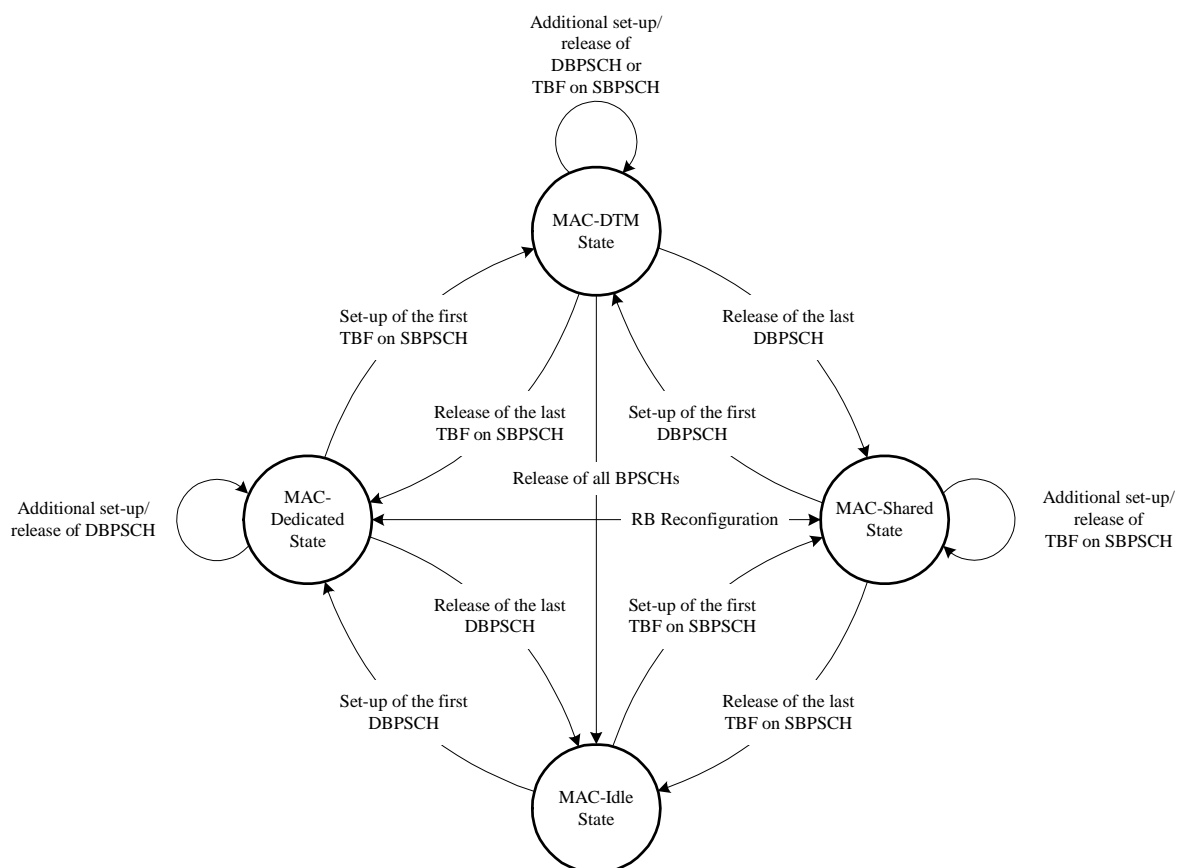 Additional set-up/
release of
DBPSCH or
TBF on SBPSCH
MAC-DTM
State
Set-up of the first
TBF on SBPSCH
Release of the last
DBPSCH
Release of the last
TBF on SBPSCH
Set-up of the first
DBPSCH
Release of all BPSCHs
Additional set-up/
release of DBPSCH
MAC-
Dedicated
State
RB Reconfiguration
MAC-Shared
State
Additional set-up/
release of
TBF on SBPSCH
Release of the last
DBPSCH
Set-up of the first
TBF on SBPSCH
Set-up of the first
DBPSCH
Release of the last
TBF on SBPSCH
MAC-Idle
State